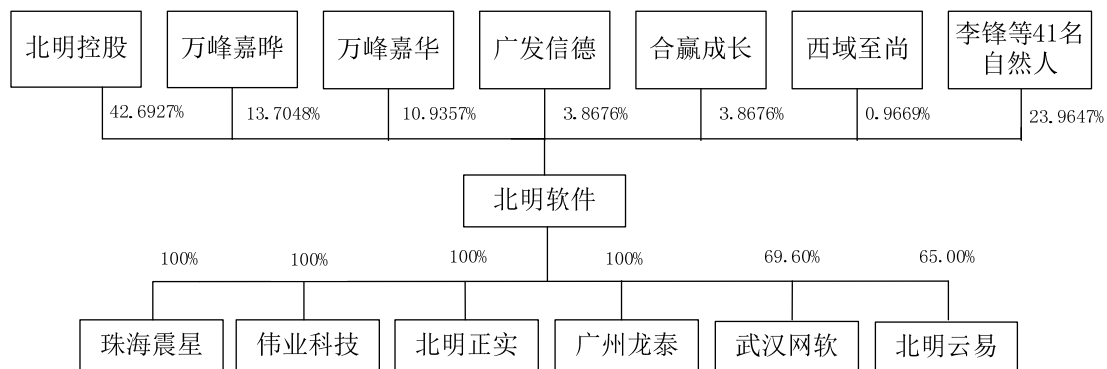 北明控股
万峰嘉晔
万峰嘉华
广发信德
合赢成长
西域至尚
李锋等41名
自然人
42.6927%
13.7048%
10.9357%
3.8676%
3.8676%
0.9669%
23.9647%
北明软件
100%
100%
100%
100%
69.60%
65.00%
珠海震星
伟业科技
北明正实
广州龙泰
武汉网软
北明云易